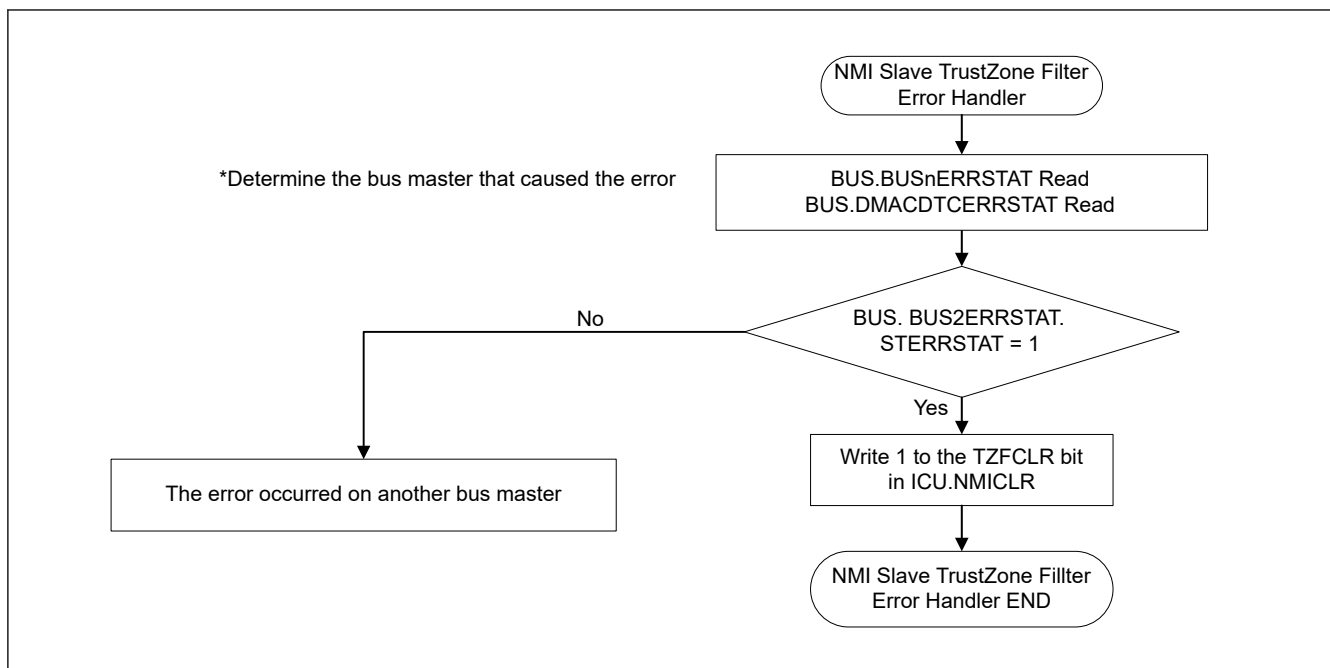 NMI Slave TrustZone Filter
Error Handler
*Determine the bus master that caused the error
BUS.BUSnERRSTAT Read
BUS.DMACDTCERRSTAT Read
BUS. BUS2ERRSTAT.
STERRSTAT = 1
No
Yes
The error occurred on another bus master
Write 1 to the TZFCLR bit
in ICU.NMICLR
NMI Slave TrustZone Fillter
Error Handler END